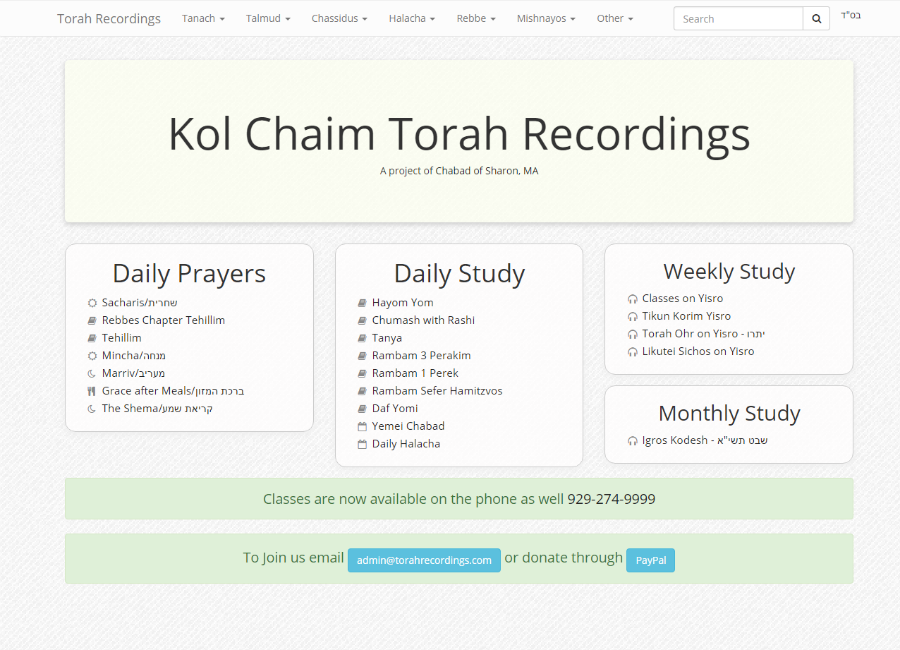 Torah Recordings Tanach Talmud Chassidus Halacha Rebbe Mishnayos Other Search בס"ד
Kol Chaim Torah Recordings
A project of Chabad of Sharon, MA
Daily Prayers
Sacharis/שחרית
Rebbes Chapter Tehillim
Tehillim
Mincha/מנחה
Marriv/מעריב
Grace after Meals/ברכת המזון
The Shema/קריאת שמע
Daily Study
Hayom Yom
Chumash with Rashi
Tanya
Rambam 3 Perakim
Rambam 1 Perek
Rambam Sefer Hamitzvos
Daf Yomi
Yemei Chabad
Daily Halacha
Weekly Study
Classes on Yisro
Tikun Korim Yisro
Torah Ohr on Yisro - יתרו
Likutei Sichos on Yisro
Monthly Study
Igros Kodesh - שבט תשי"א
Classes are now available on the phone as well 929-274-9999
To Join us email admin@torahrecordings.com or donate through PayPal